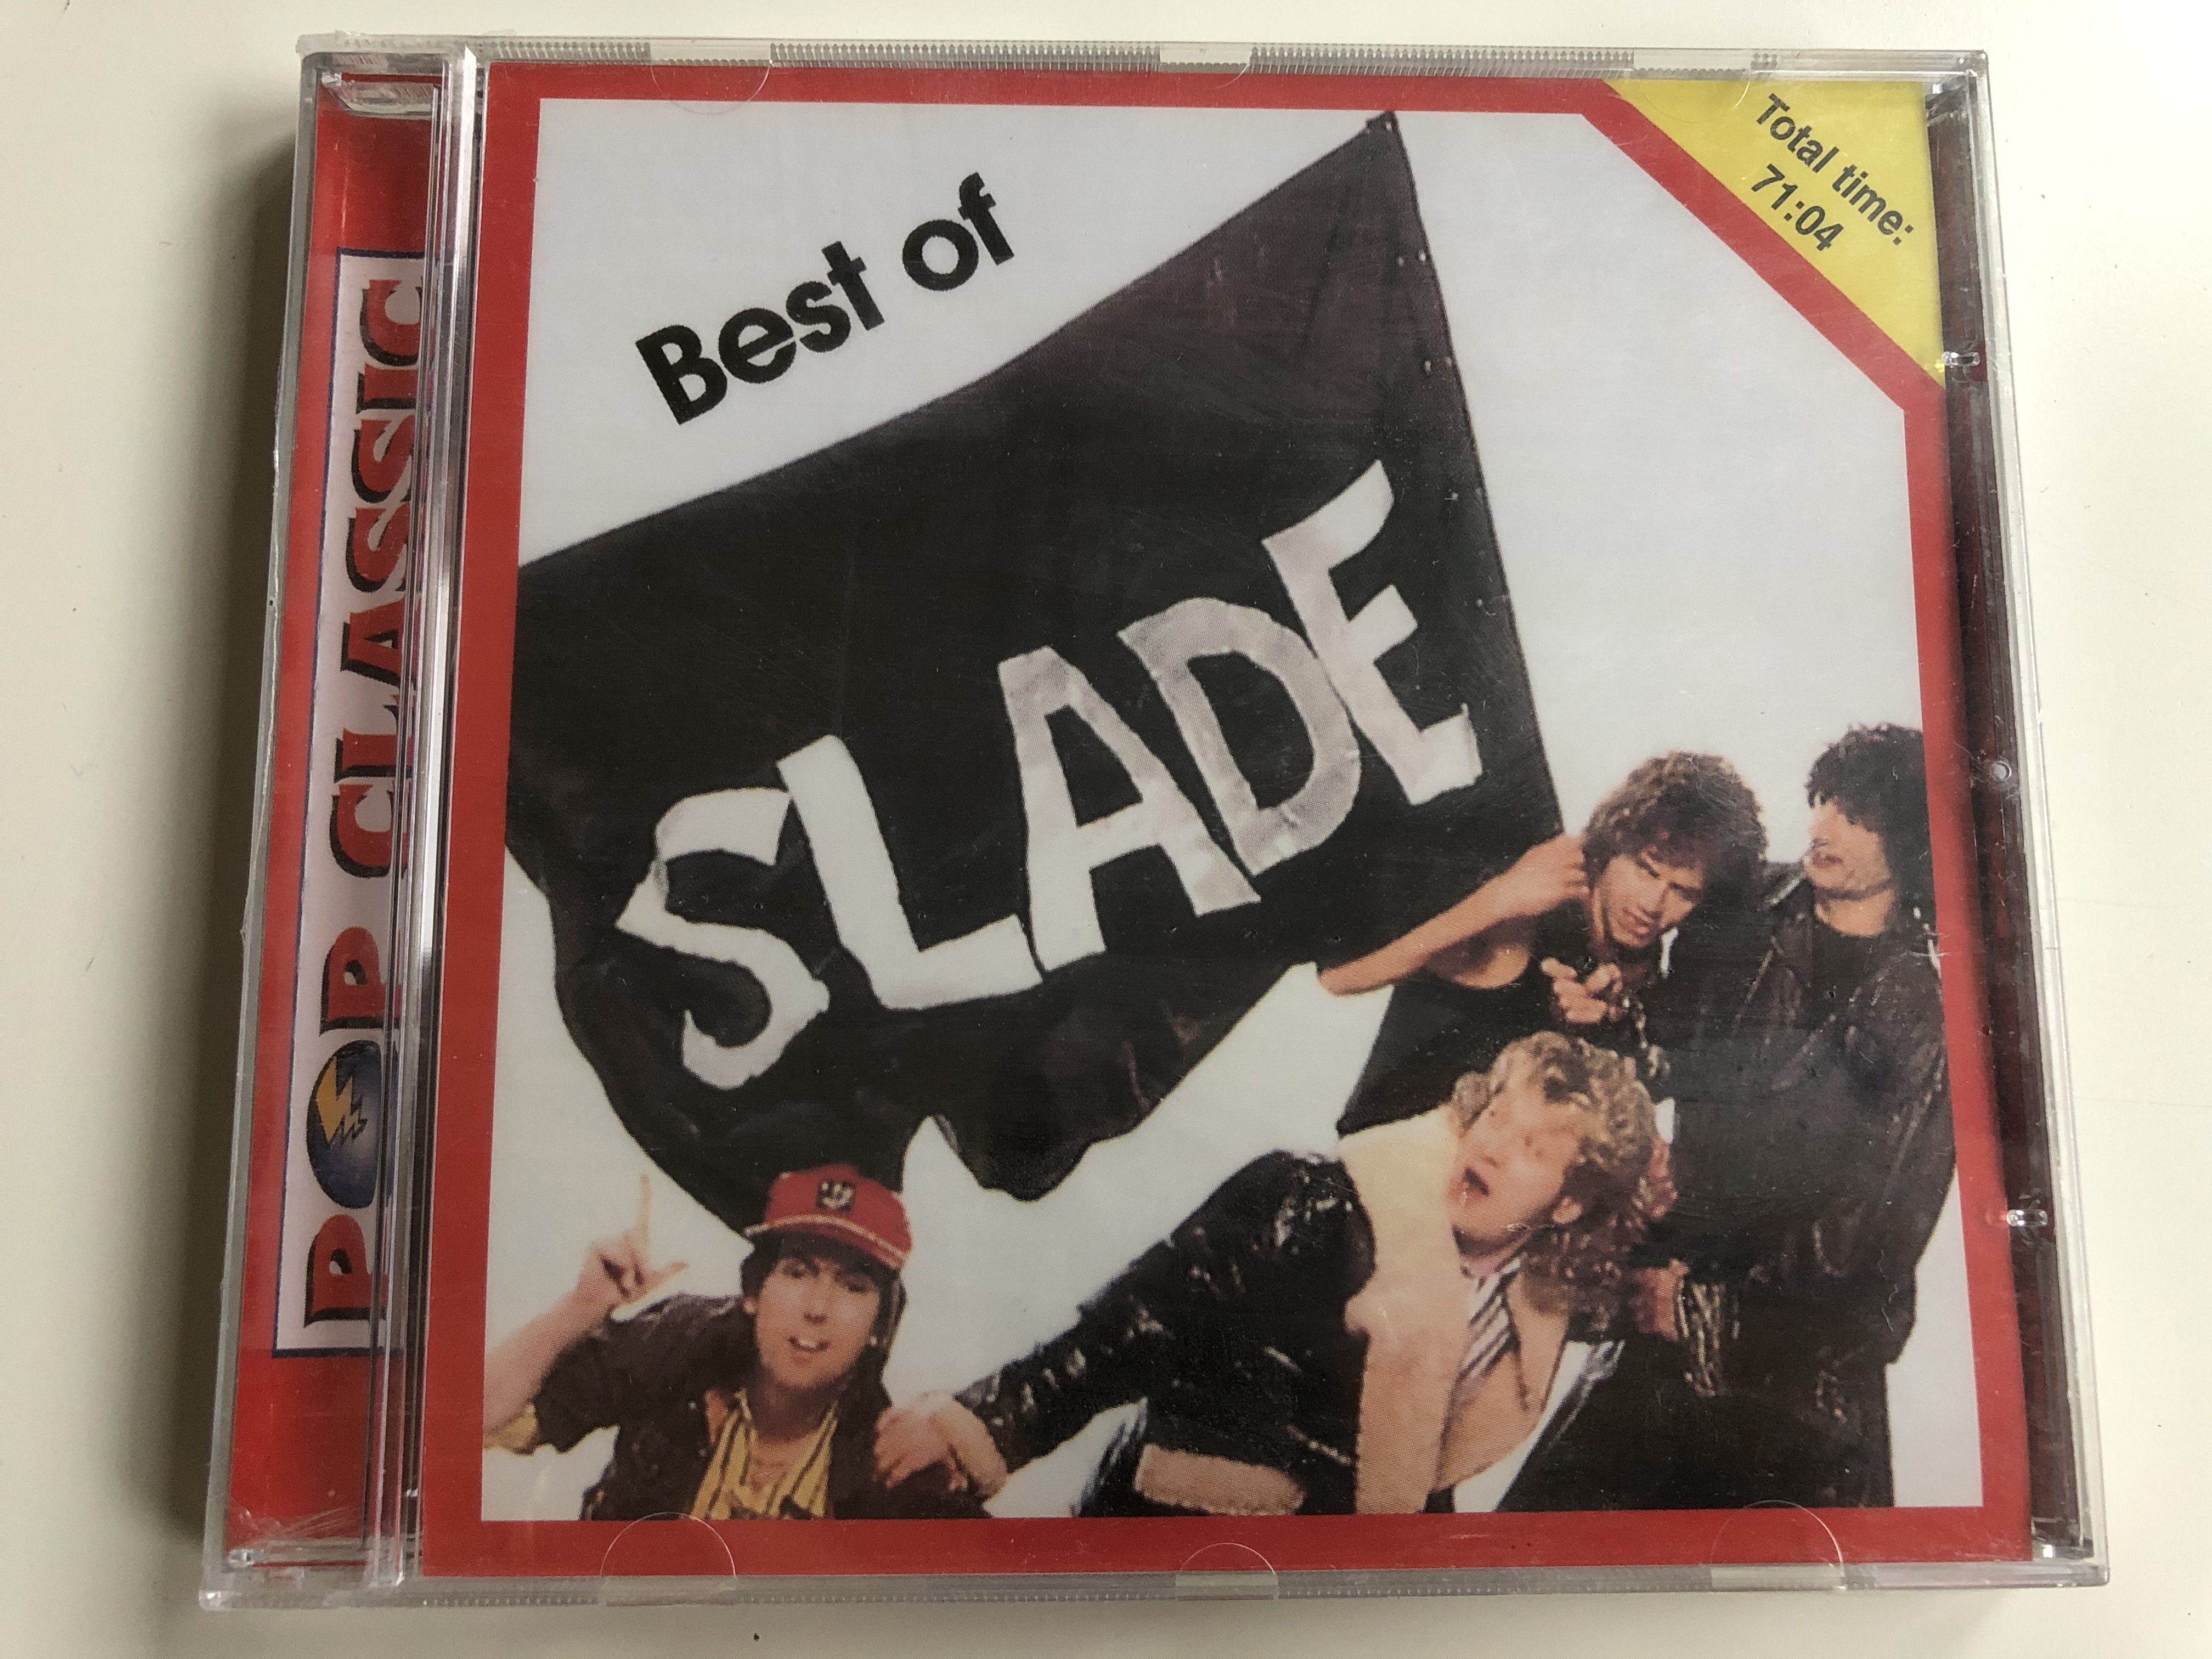 POP CLASSIC
Best of
SLADE
Total time:
71:04